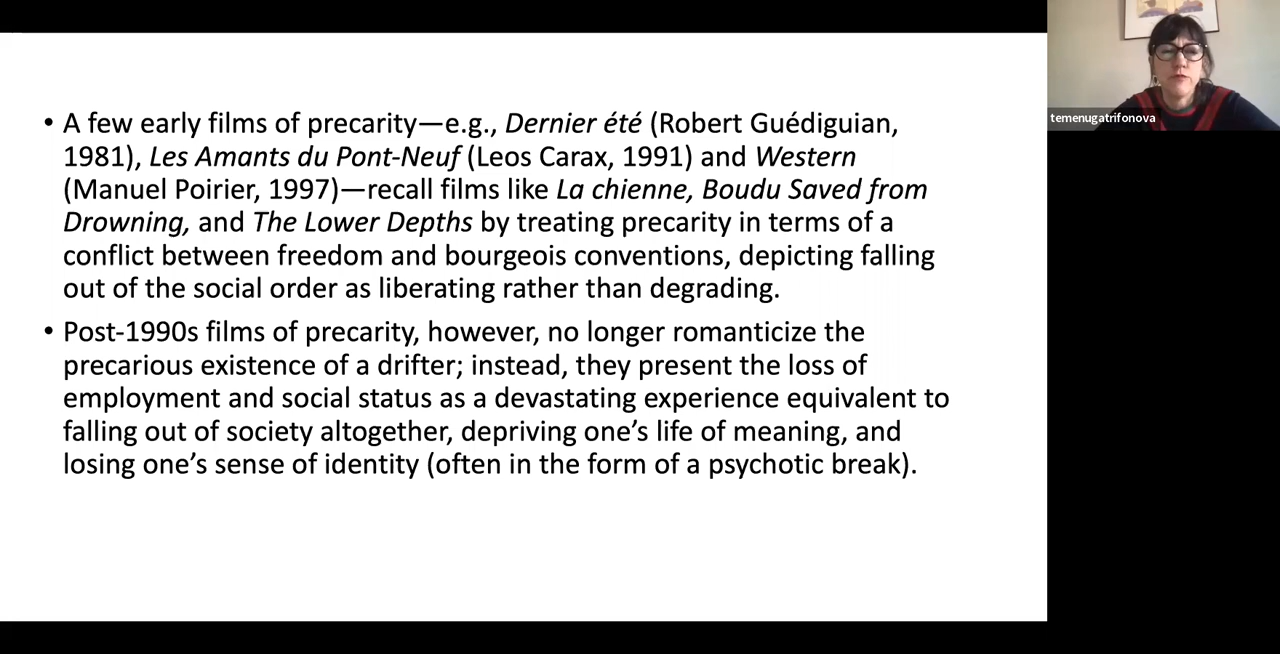 • A few early films of precarity—e.g., Dernier été (Robert Guédiguian,
1981), Les Amants du Pont-Neuf (Leos Carax, 1991) and Western
(Manuel Poirier, 1997)—recall films like La chienne, Boudu Saved from
Drowning, and The Lower Depths by treating precarity in terms of a
conflict between freedom and bourgeois conventions, depicting falling
out of the social order as liberating rather than degrading.
• Post-1990s films of precarity, however, no longer romanticize the
precarious existence of a drifter; instead, they present the loss of
employment and social status as a devastating experience equivalent to
falling out of society altogether, depriving one’s life of meaning, and
losing one’s sense of identity (often in the form of a psychotic break).
temenugatrifonova